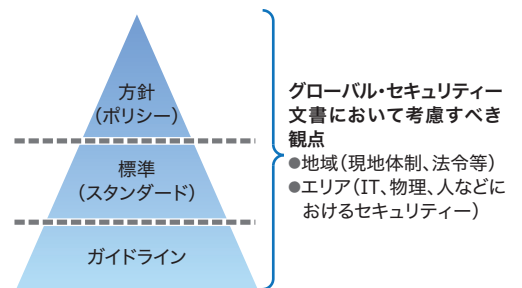 方針
（ポリシー）
標準
（スタンダード）
ガイドライン
グローバル・セキュリティー
文書において考慮すべき
観点
●地域（現地体制、法令等）
●エリア（IT、物理、人などに
おけるセキュリティー）